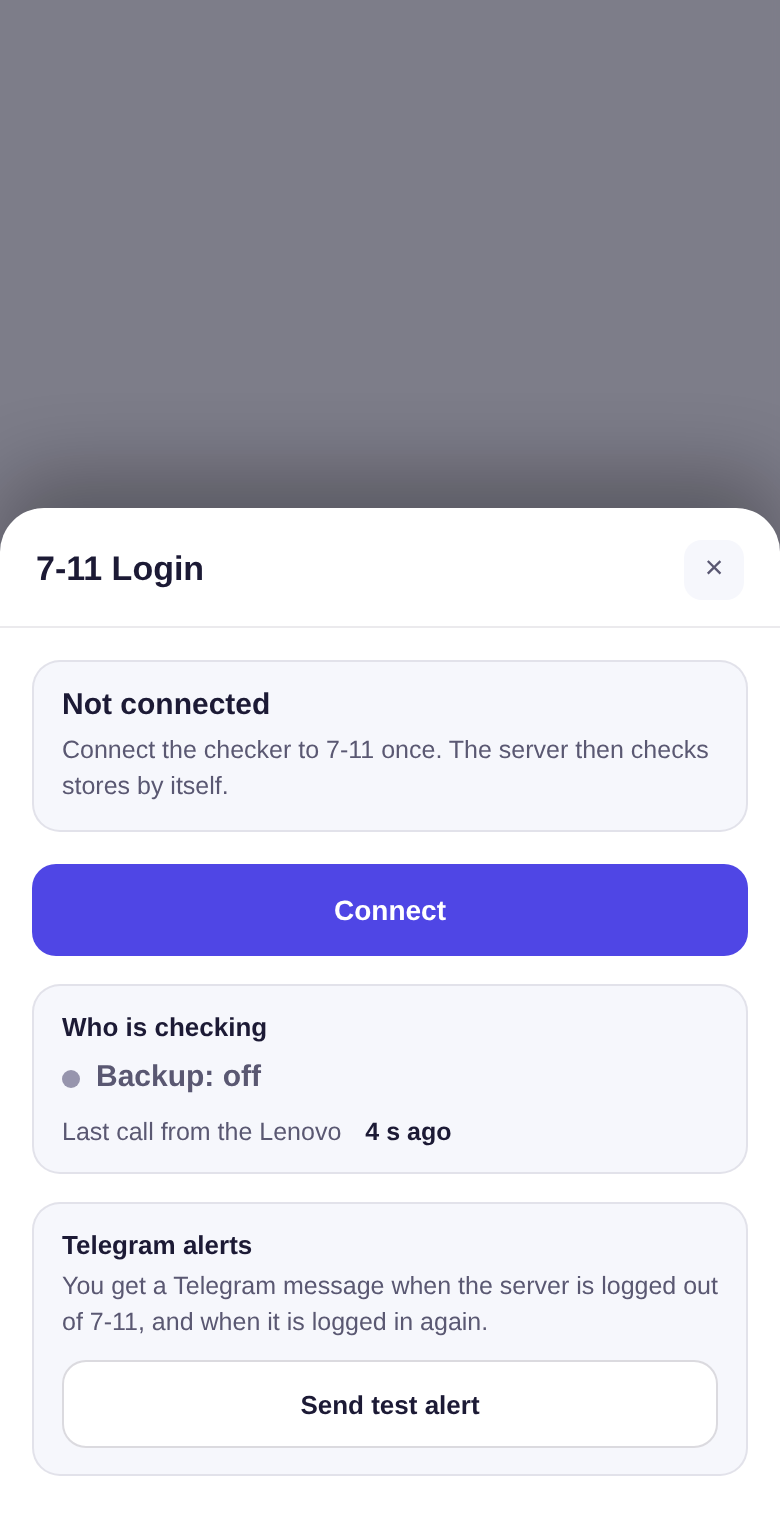 7-11 Login
×
Not connected
Connect the checker to 7-11 once. The server then checks
stores by itself.
Connect
Who is checking
Backup: off
Last call from the Lenovo 4 s ago
Telegram alerts
You get a Telegram message when the server is logged out
of 7-11, and when it is logged in again.
Send test alert